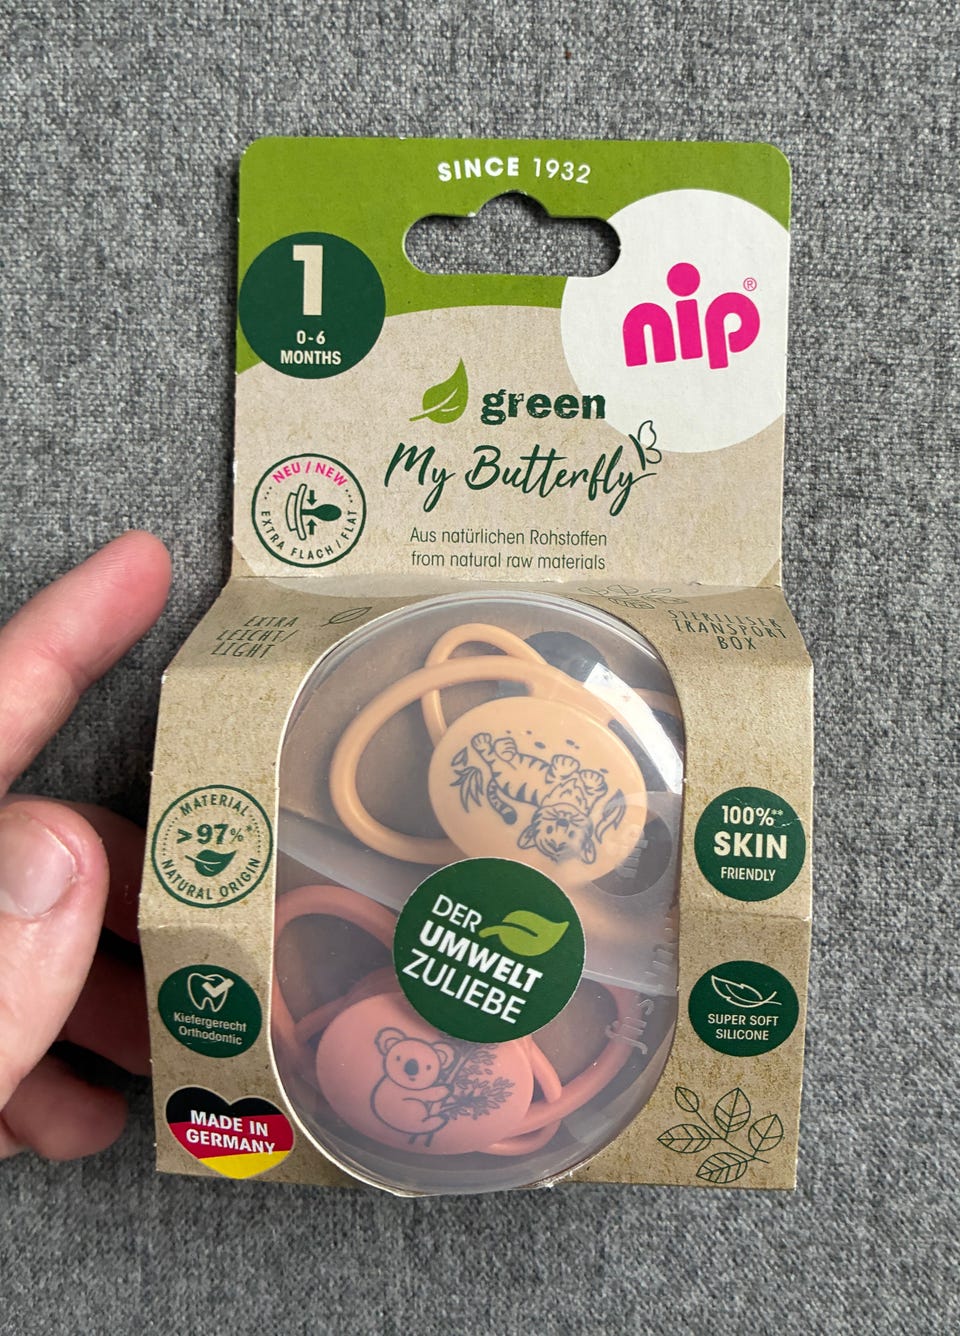 SINCE 1932
1
0-6
MONTHS
nip®
green
My Butterfly
NEU / NEW
EXTRA FLACH / FLAT
Aus natürlichen Rohstoffen
from natural raw materials
EXTRA
LEICHT/
LIGHT
STERILISER
TRANSPORT
BOX
MATERIAL
>97%*
NATURAL ORIGIN
100%**
SKIN
FRIENDLY
DER
UMWELT
ZULIEBE
Kiefergerecht
Orthodontic
SUPER SOFT
SILICONE
MADE IN
GERMANY
nip